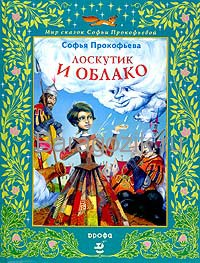 Мир сказок Софьи Прокофьевой
Софья Прокофьева
ЛОСКУТИК
И ОБЛАКО
ДРОФА